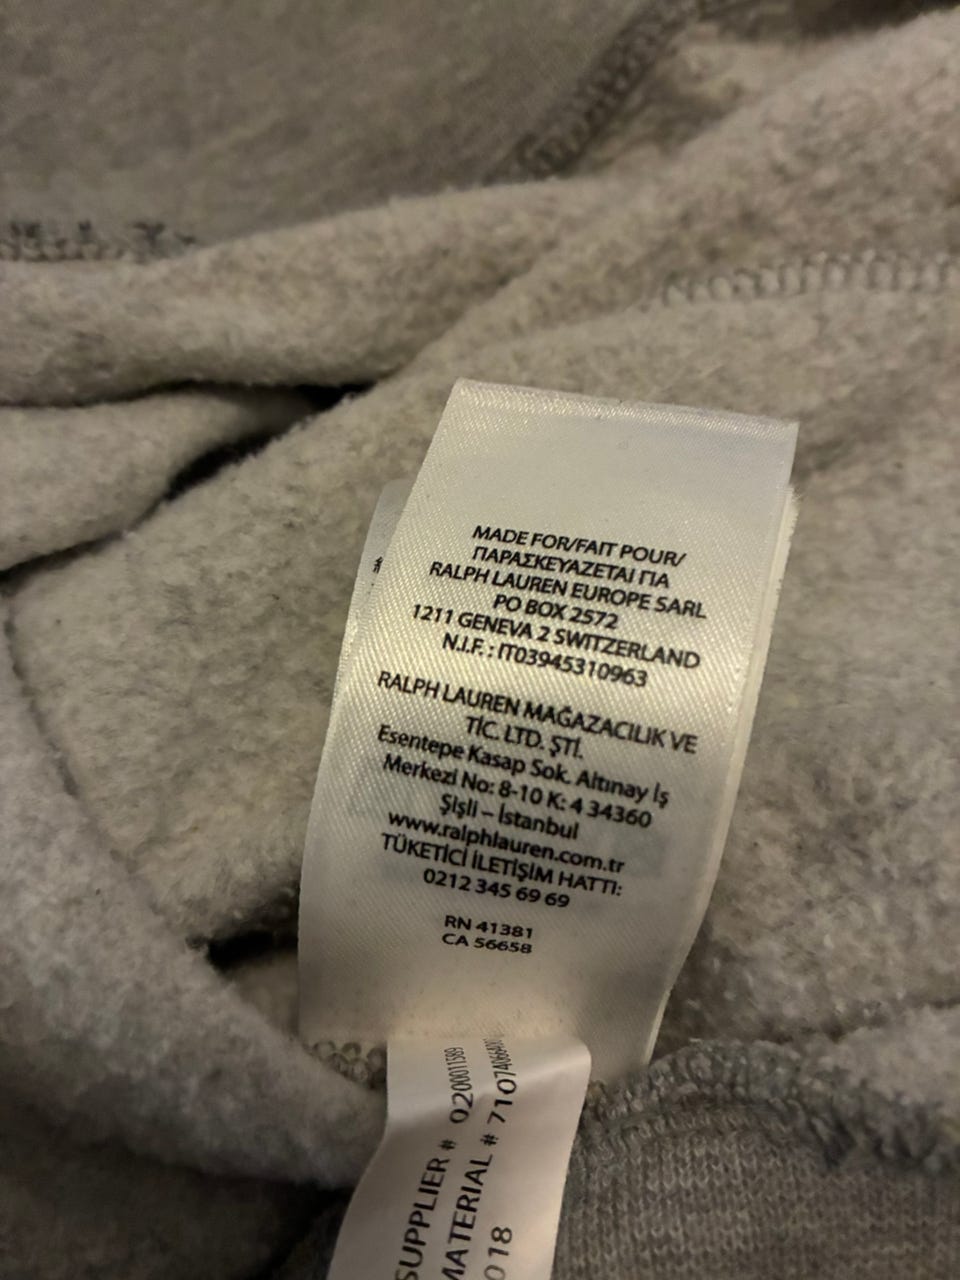 MADE FOR/FAIT POUR/
ΠΑΡΑΣΚΕΥΑΖΕΤΑΙ ΓΙΑ
RALPH LAUREN EUROPE SARL
PO BOX 2572
1211 GENEVA 2 SWITZERLAND
N.I.F. : IT03945310963
RALPH LAUREN MAĞAZACILIK VE
TİC. LTD. ŞTİ.
Esentepe Kasap Sok. Altınay İş
Merkezi No: 8-10 K: 4 34360
Şişli – İstanbul
www.ralphlauren.com.tr
TÜKETİCİ İLETİŞİM HATTI:
0212 345 69 69
RN 41381
CA 56658
SUPPLIER # 0200011589
MATERIAL #
018